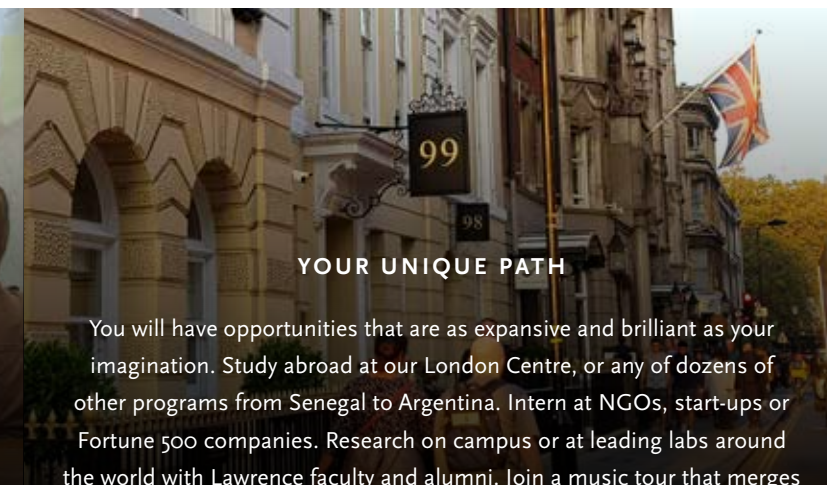 99
98
YOUR UNIQUE PATH
You will have opportunities that are as expansive and brilliant as your
imagination. Study abroad at our London Centre, or any of dozens of
other programs from Senegal to Argentina. Intern at NGOs, start-ups or
Fortune 500 companies. Research on campus or at leading labs around
the world with Lawrence faculty and alumni. Join a music tour that merges